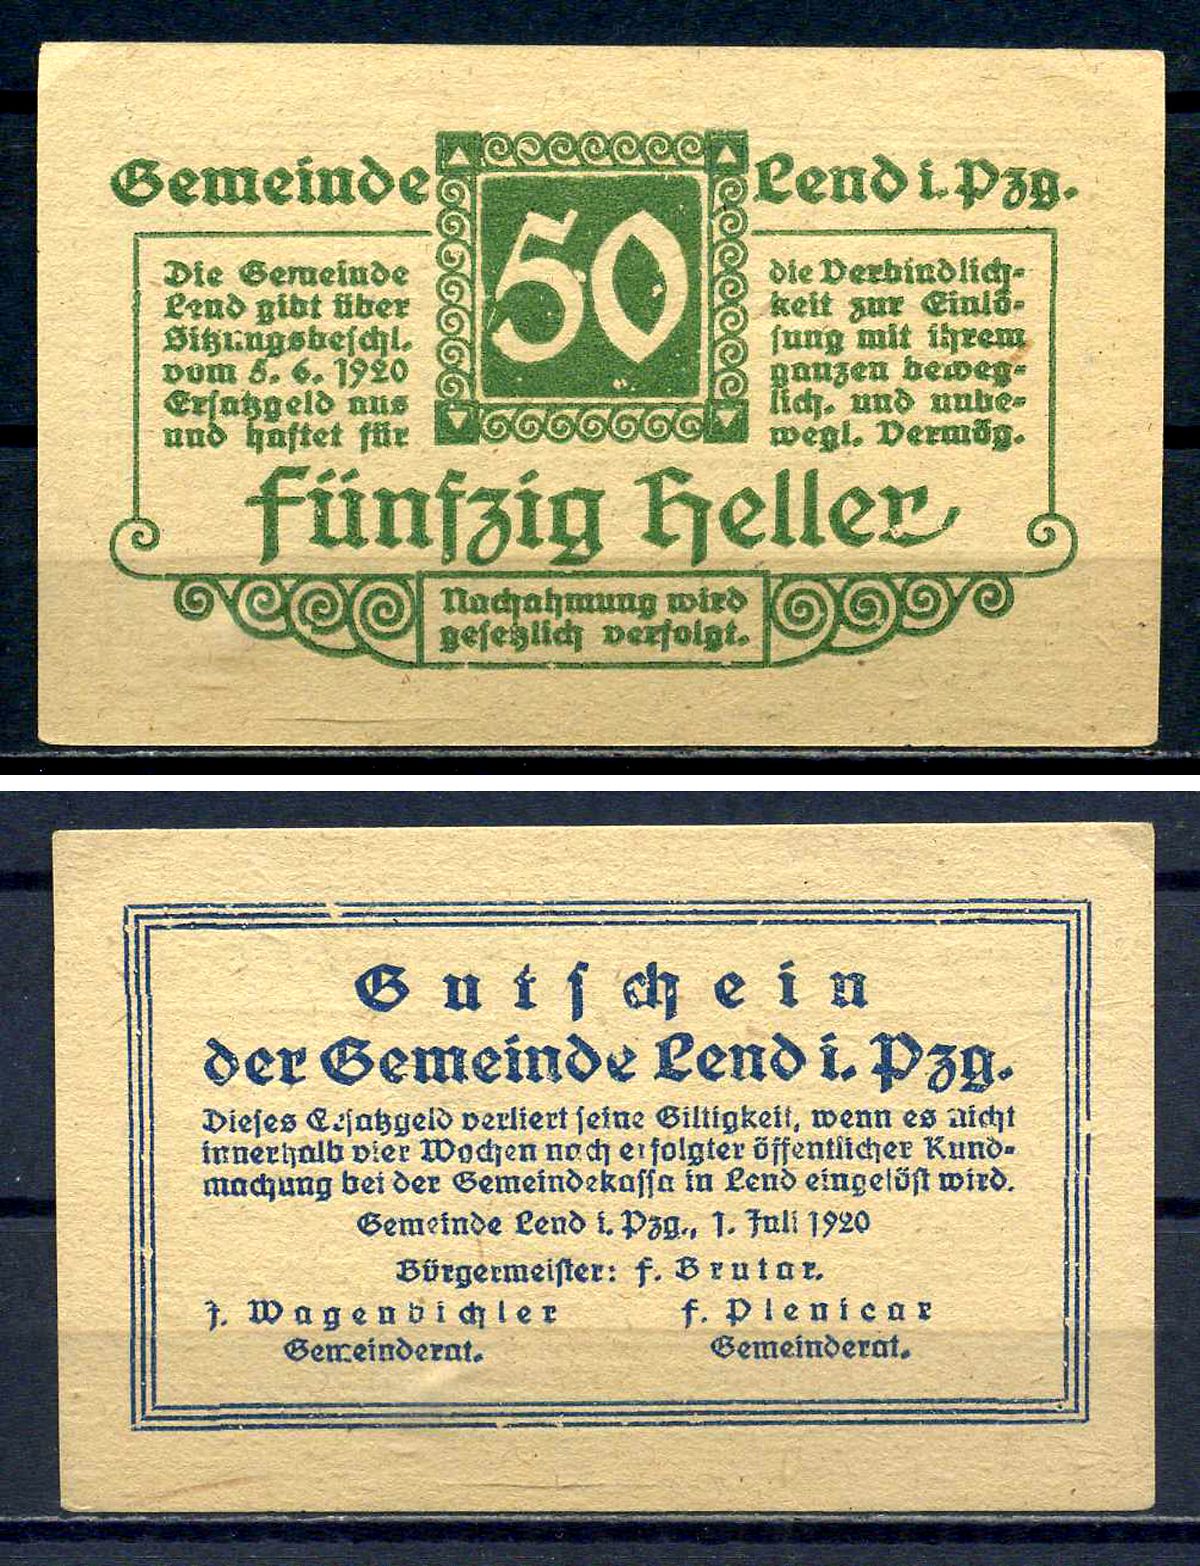 Gemeinde 50 Lend i. Pzg.
Die Gemeinde
Lend gibt über
Sitzungsbeschl.
vom 5. 6. 1920
Ersatzgeld aus
und haftet für
die Verbindlich-
keit zur Einlö-
sung mit ihrem
ganzen beweg-
lich. und unbe-
wegl. Vermög.
Fünfzig Heller
Nachahmung wird
gesetzlich verfolgt.
Gutschein
der Gemeinde Lend i. Pzg.
Dieses Ersatzgeld verliert seine Giltigkeit, wenn es nicht
innerhalb vier Wochen nach erfolgter öffentlicher Kund-
machung bei der Gemeindekassa in Lend eingelöst wird.
Gemeinde Lend i. Pzg., 1. Juli 1920
Bürgermeister: F. Brutar.
J. Wagenbichler F. Plenicar
Gemeinderat. Gemeinderat.